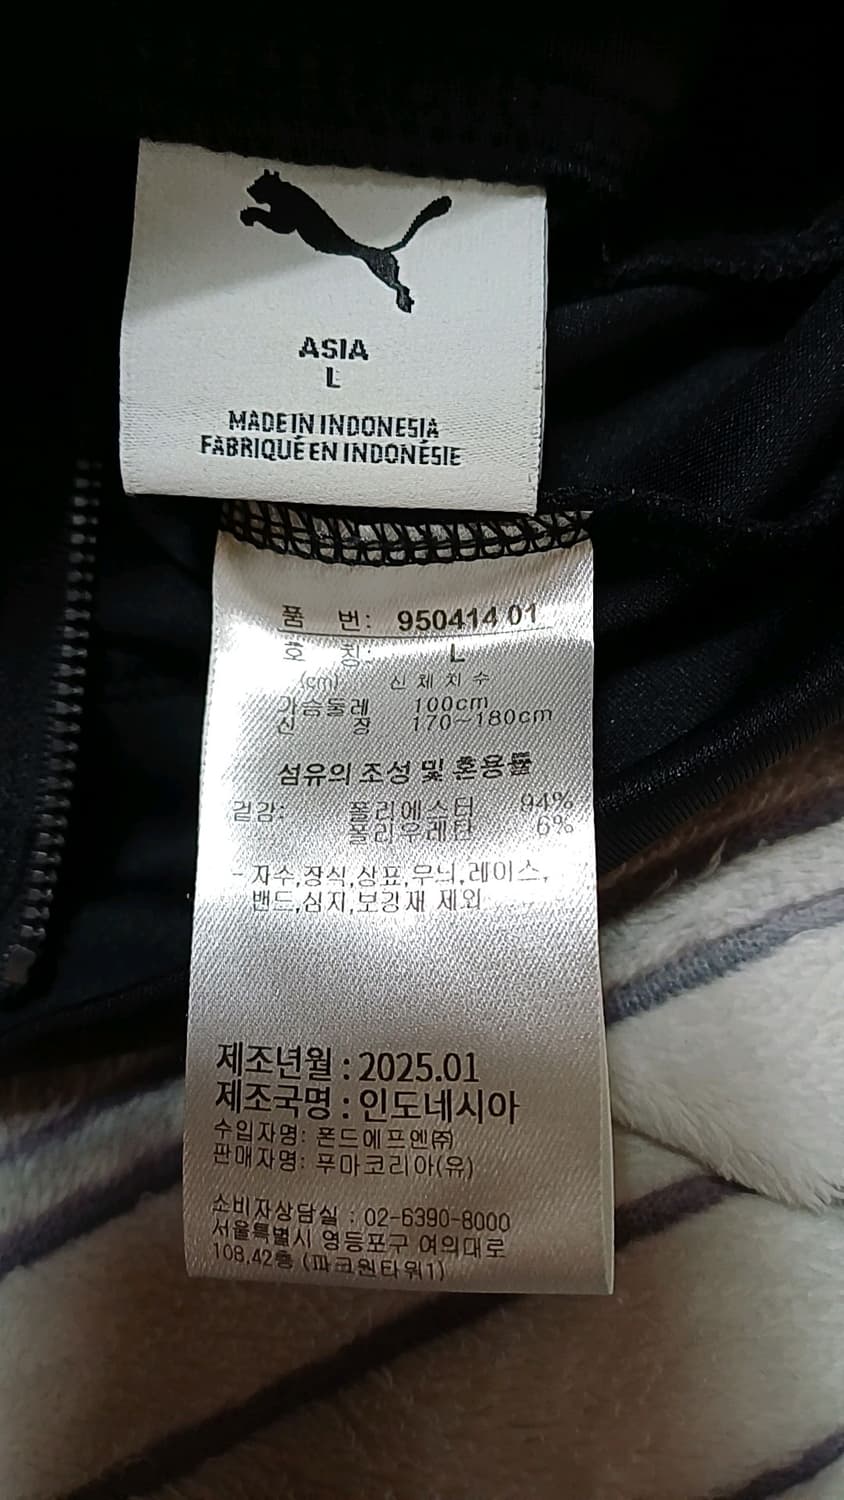 ASIA
L
MADE IN INDONESIA
FABRIQUÉ EN INDONÉSIE
품 번: 950414 01
호 칭: L
(cm) 신체치수
가슴둘레 100cm
신 장 170~180cm
섬유의 조성 및 혼용률
겉감: 폴리에스터 94%
폴리우레탄 6%
- 자수,장식,상표,무늬,레이스,
밴드,심지,보강재 제외
제조년월 : 2025.01
제조국명 : 인도네시아
수입자명: 폰드에프엔㈜
판매자명: 푸마코리아(유)
소비자상담실 : 02-6390-8000
서울특별시 영등포구 여의대로
108,42층 (파크원타워1)